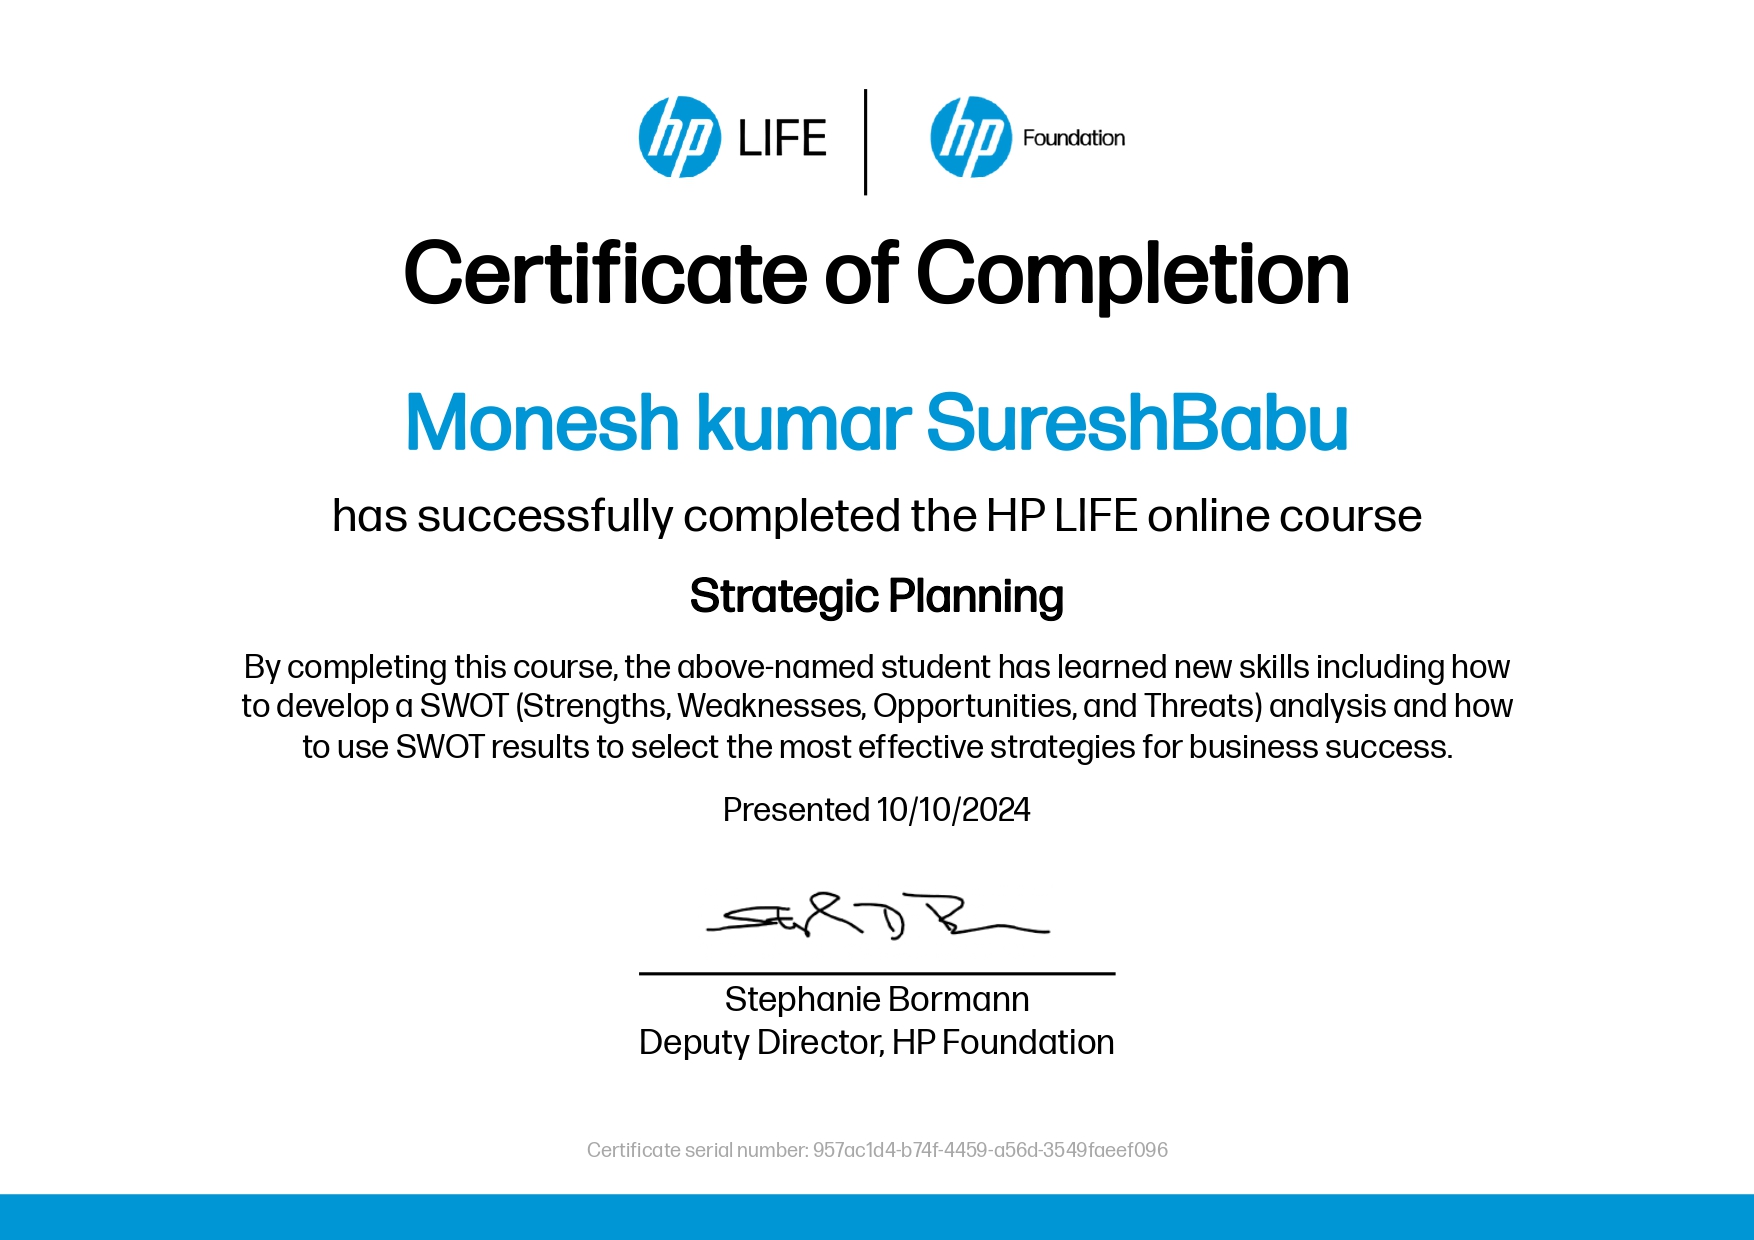 hp LIFE
hp Foundation
Certificate of Completion
Monesh kumar SureshBabu
has successfully completed the HP LIFE online course
Strategic Planning
By completing this course, the above-named student has learned new skills including how
to develop a SWOT (Strengths, Weaknesses, Opportunities, and Threats) analysis and how
to use SWOT results to select the most effective strategies for business success.
Presented 10/10/2024
Stephanie Bormann
Deputy Director, HP Foundation
Certificate serial number: 957ac1d4-b74f-4459-a56d-3549faeef096